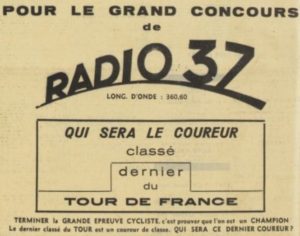 POUR LE GRAND CONCOURS
de
RADIO 37
LONG. D'ONDE : 360,60
QUI SERA LE COUREUR
classé
dernier
du
TOUR DE FRANCE
TERMINER la GRANDE EPREUVE CYCLISTE, c'est prouver que l'on est un CHAMPION
Le dernier classé du TOUR est un coureur de classe. QUI SERA CE DERNIER COUREUR ?